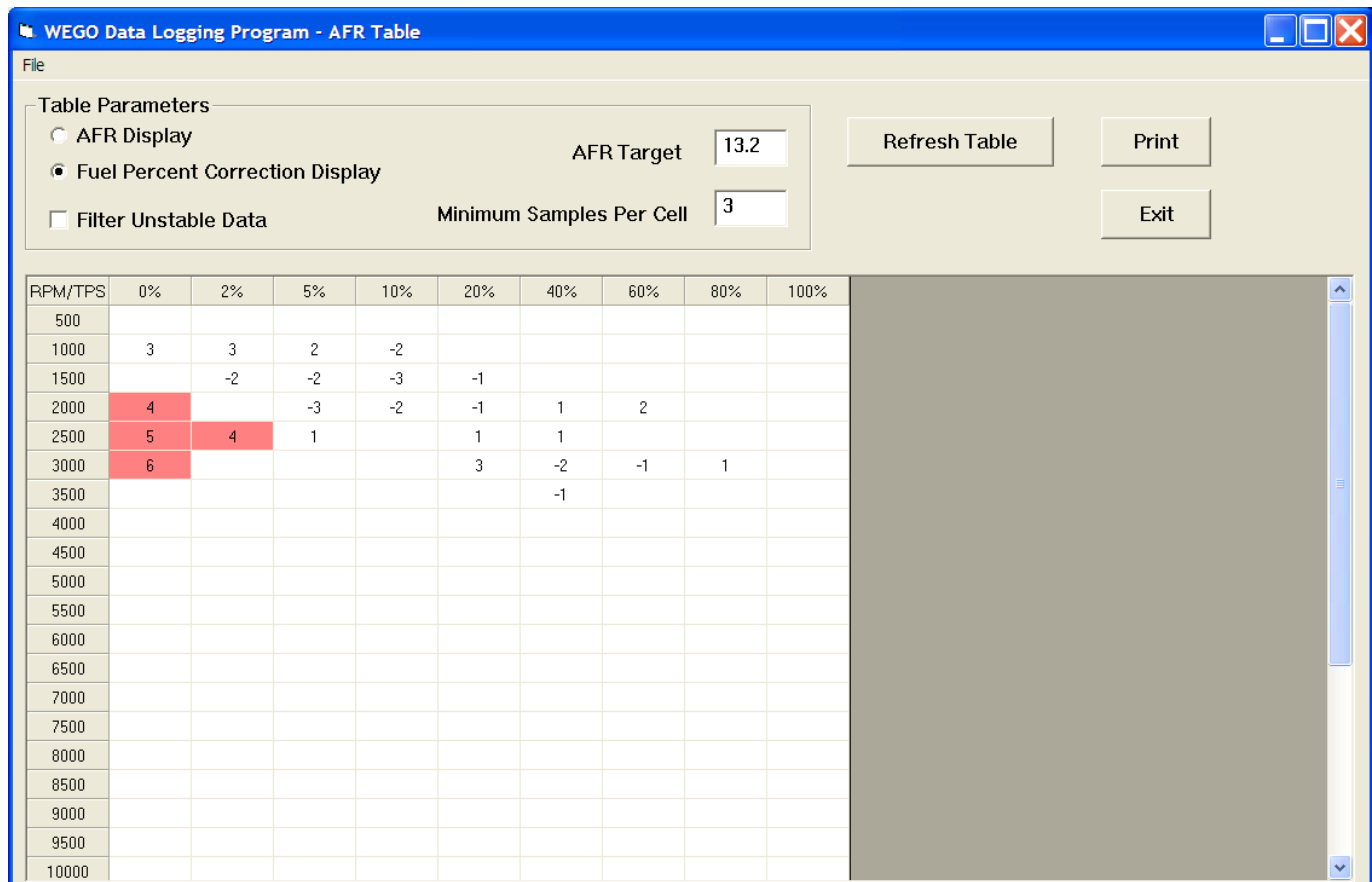 WEGO Data Logging Program - AFR Table
File
Table Parameters
AFR Display
Fuel Percent Correction Display
Filter Unstable Data
AFR Target 13.2
Minimum Samples Per Cell 3
Refresh Table Print
Exit
RPM/TPS 0% 2% 5% 10% 20% 40% 60% 80% 100%
500
1000 3 3 2 -2
1500 -2 -2 -3 -1
2000 4 -3 -2 -1 1 2
2500 5 4 1 1 1
3000 6 3 -2 -1 1
3500 -1
4000
4500
5000
5500
6000
6500
7000
7500
8000
8500
9000
9500
10000